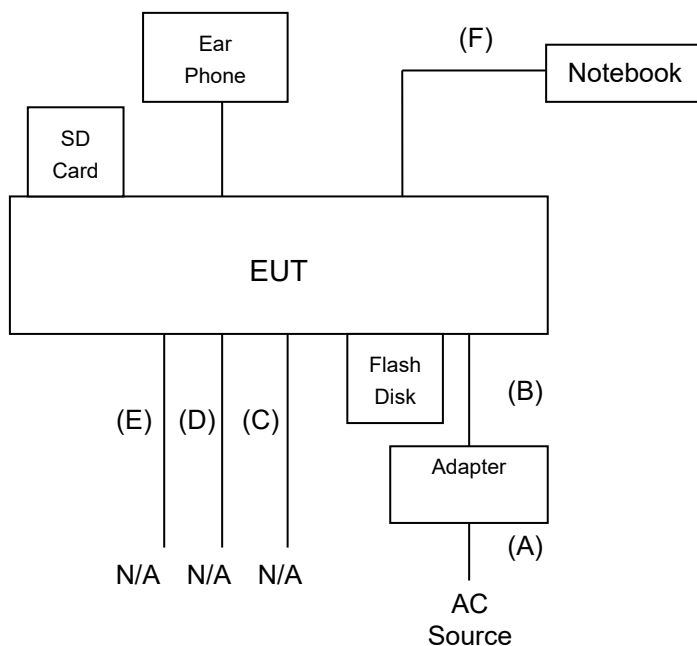 Ear
Phone
(F)
Notebook
SD
Card
EUT
Flash
Disk
(E)
(D)
(C)
(B)
Adapter
(A)
N/A
N/A
N/A
AC
Source